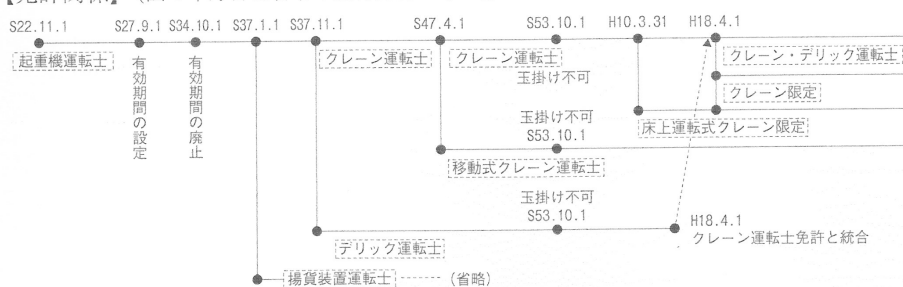 S22.11.1 S27.9.1 S34.10.1 S37.1.1 S37.11.1 S47.4.1 S53.10.1 H10.3.31 H18.4.1
起重機運転士 クレーン運転士 クレーン運転士 クレーン・デリック運転士
有効期間の設定
有効期間の廃止
玉掛け不可
クレーン限定
玉掛け不可
S53.10.1
床上運転式クレーン限定
移動式クレーン運転士
玉掛け不可
S53.10.1
H18.4.1
クレーン運転士免許と統合
デリック運転士
揚貨装置運転士 (省略)